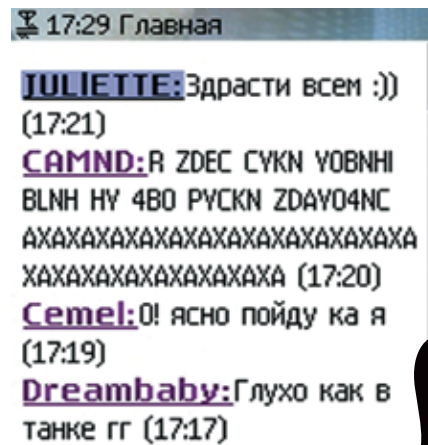 17:29 Главная
JULIETTE:Здрасти всем :))
(17:21)
CAMND:R ZDEC CYKN YOBNHI
BLNH HY 4BO PYCKN ZDAYO4NC
AXAXAXAXAXAXAXAXAXAXAXAXAXA
XAXAXAXAXAXAXAXAXA (17:20)
Cemel:0! ясно пойду ка я
(17:19)
Dreambaby:Глухо как в
танке гг (17:17)